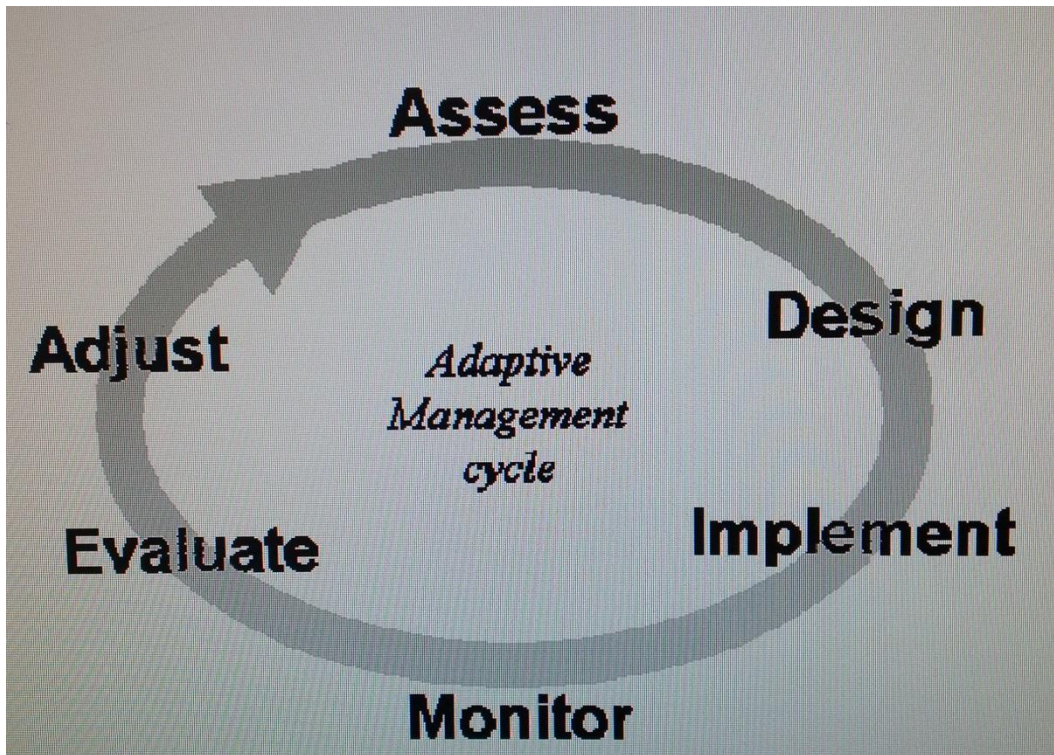 Assess
Design
Implement
Monitor
Evaluate
Adjust
Adaptive
Management
cycle